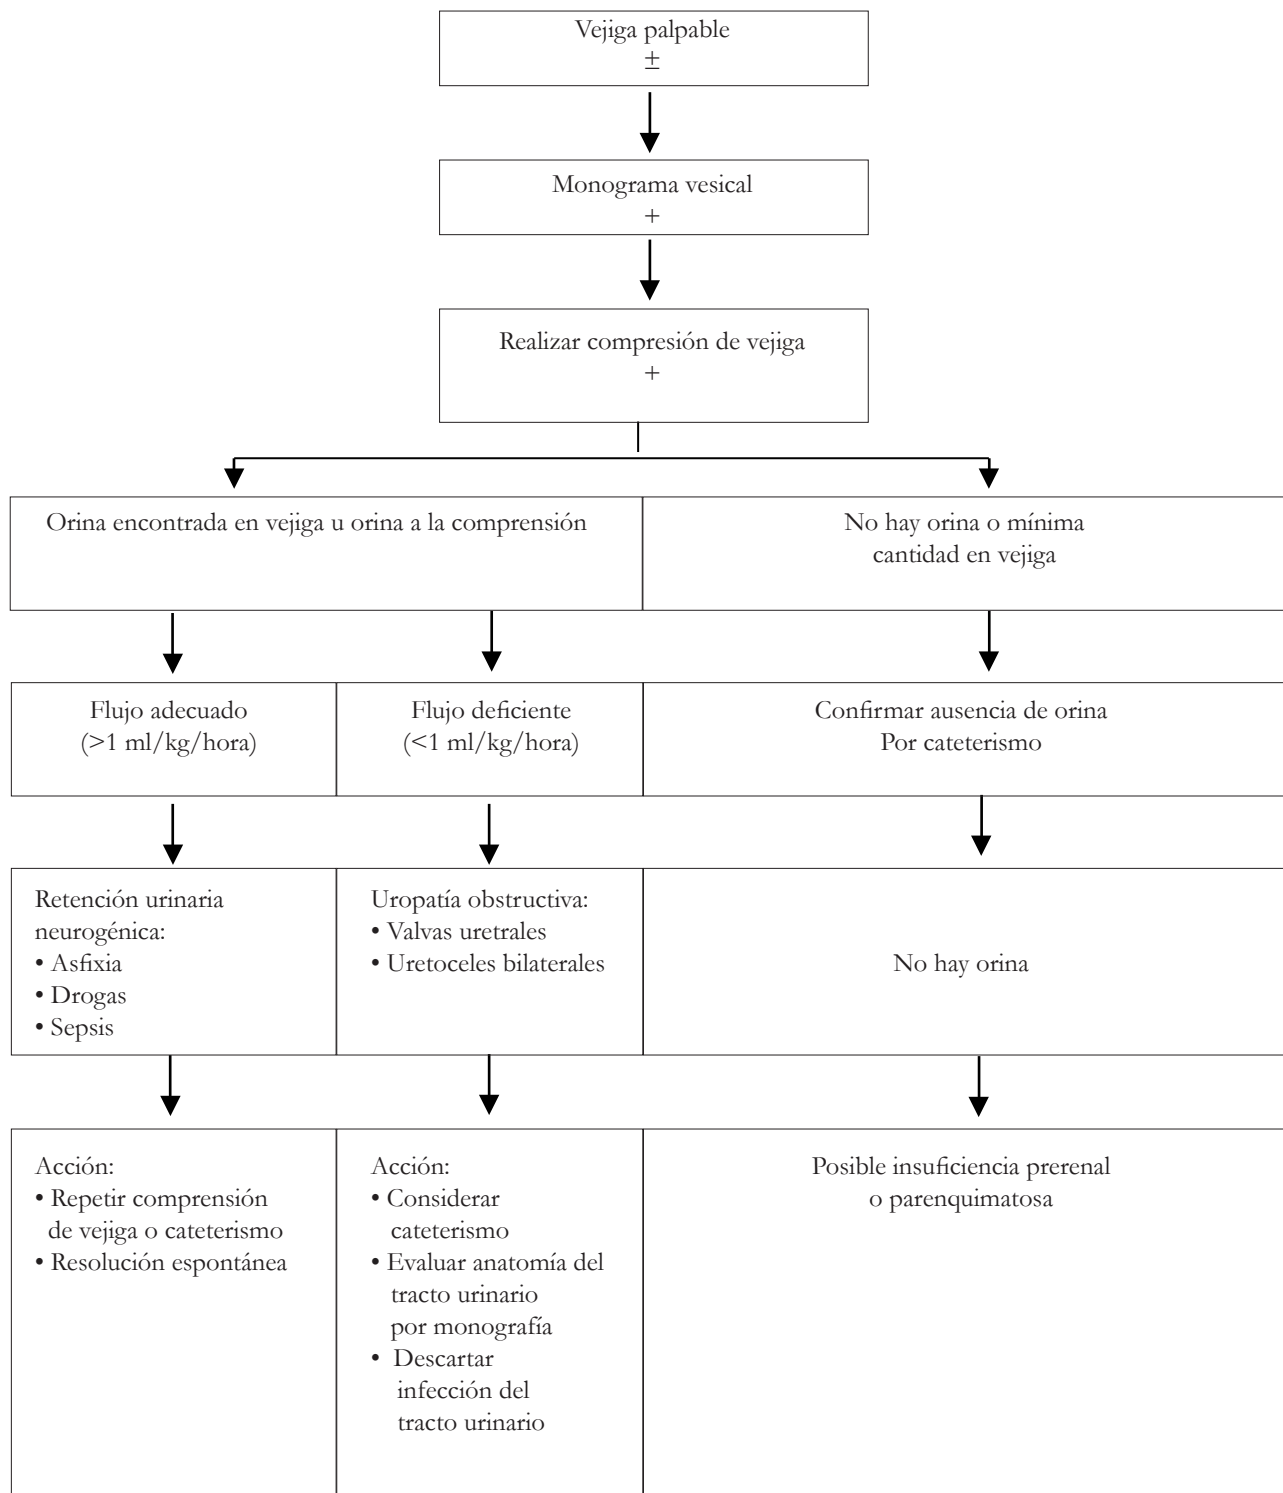 Vejiga palpable
±
Monograma vesical
+
Realizar compresión de vejiga
+
Orina encontrada en vejiga u orina a la comprensión
No hay orina o mínima
cantidad en vejiga
Flujo adecuado
(>1 ml/kg/hora)
Flujo deficiente
(<1 ml/kg/hora)
Confirmar ausencia de orina
Por cateterismo
Retención urinaria
neurogénica:
• Asfixia
• Drogas
• Sepsis
Uropatía obstructiva:
• Valvas uretrales
• Uretoceles bilaterales
No hay orina
Acción:
• Repetir comprensión
de vejiga o cateterismo
• Resolución espontánea
Acción:
• Considerar
cateterismo
• Evaluar anatomía del
tracto urinario
por monografía
• Descartar
infección del
tracto urinario
Posible insuficiencia prerenal
o parenquimatosa